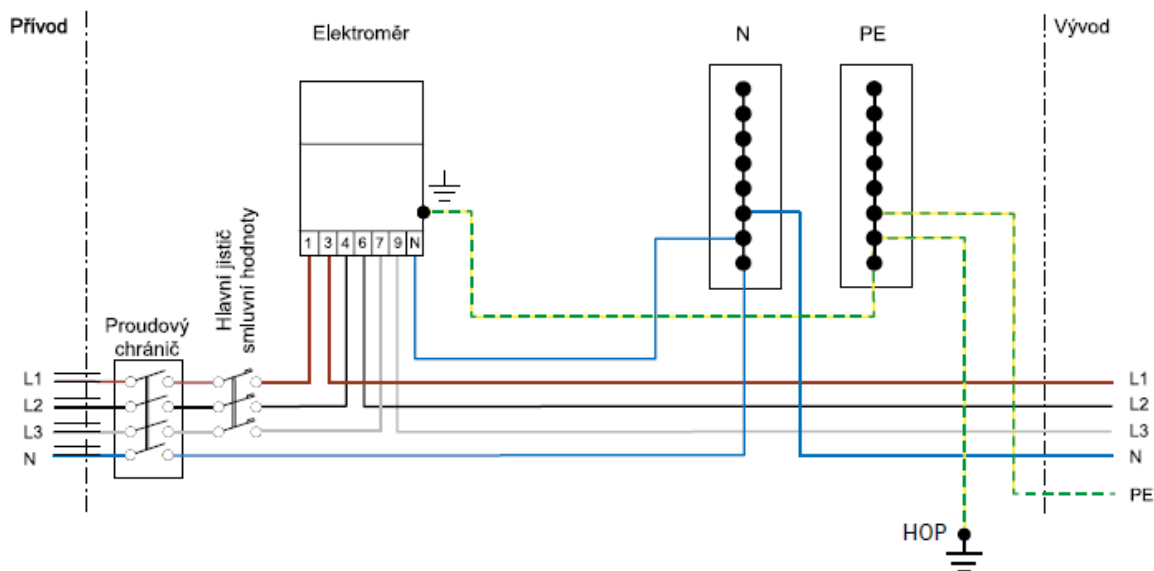 Přívod
Elektroměr
N
PE
Vývod
Hlavní jistič
smluvní hodnoty
1 3 4 6 7 9 N
Proudový
chránič
L1
L2
L3
N
L1
L2
L3
N
PE
HOP